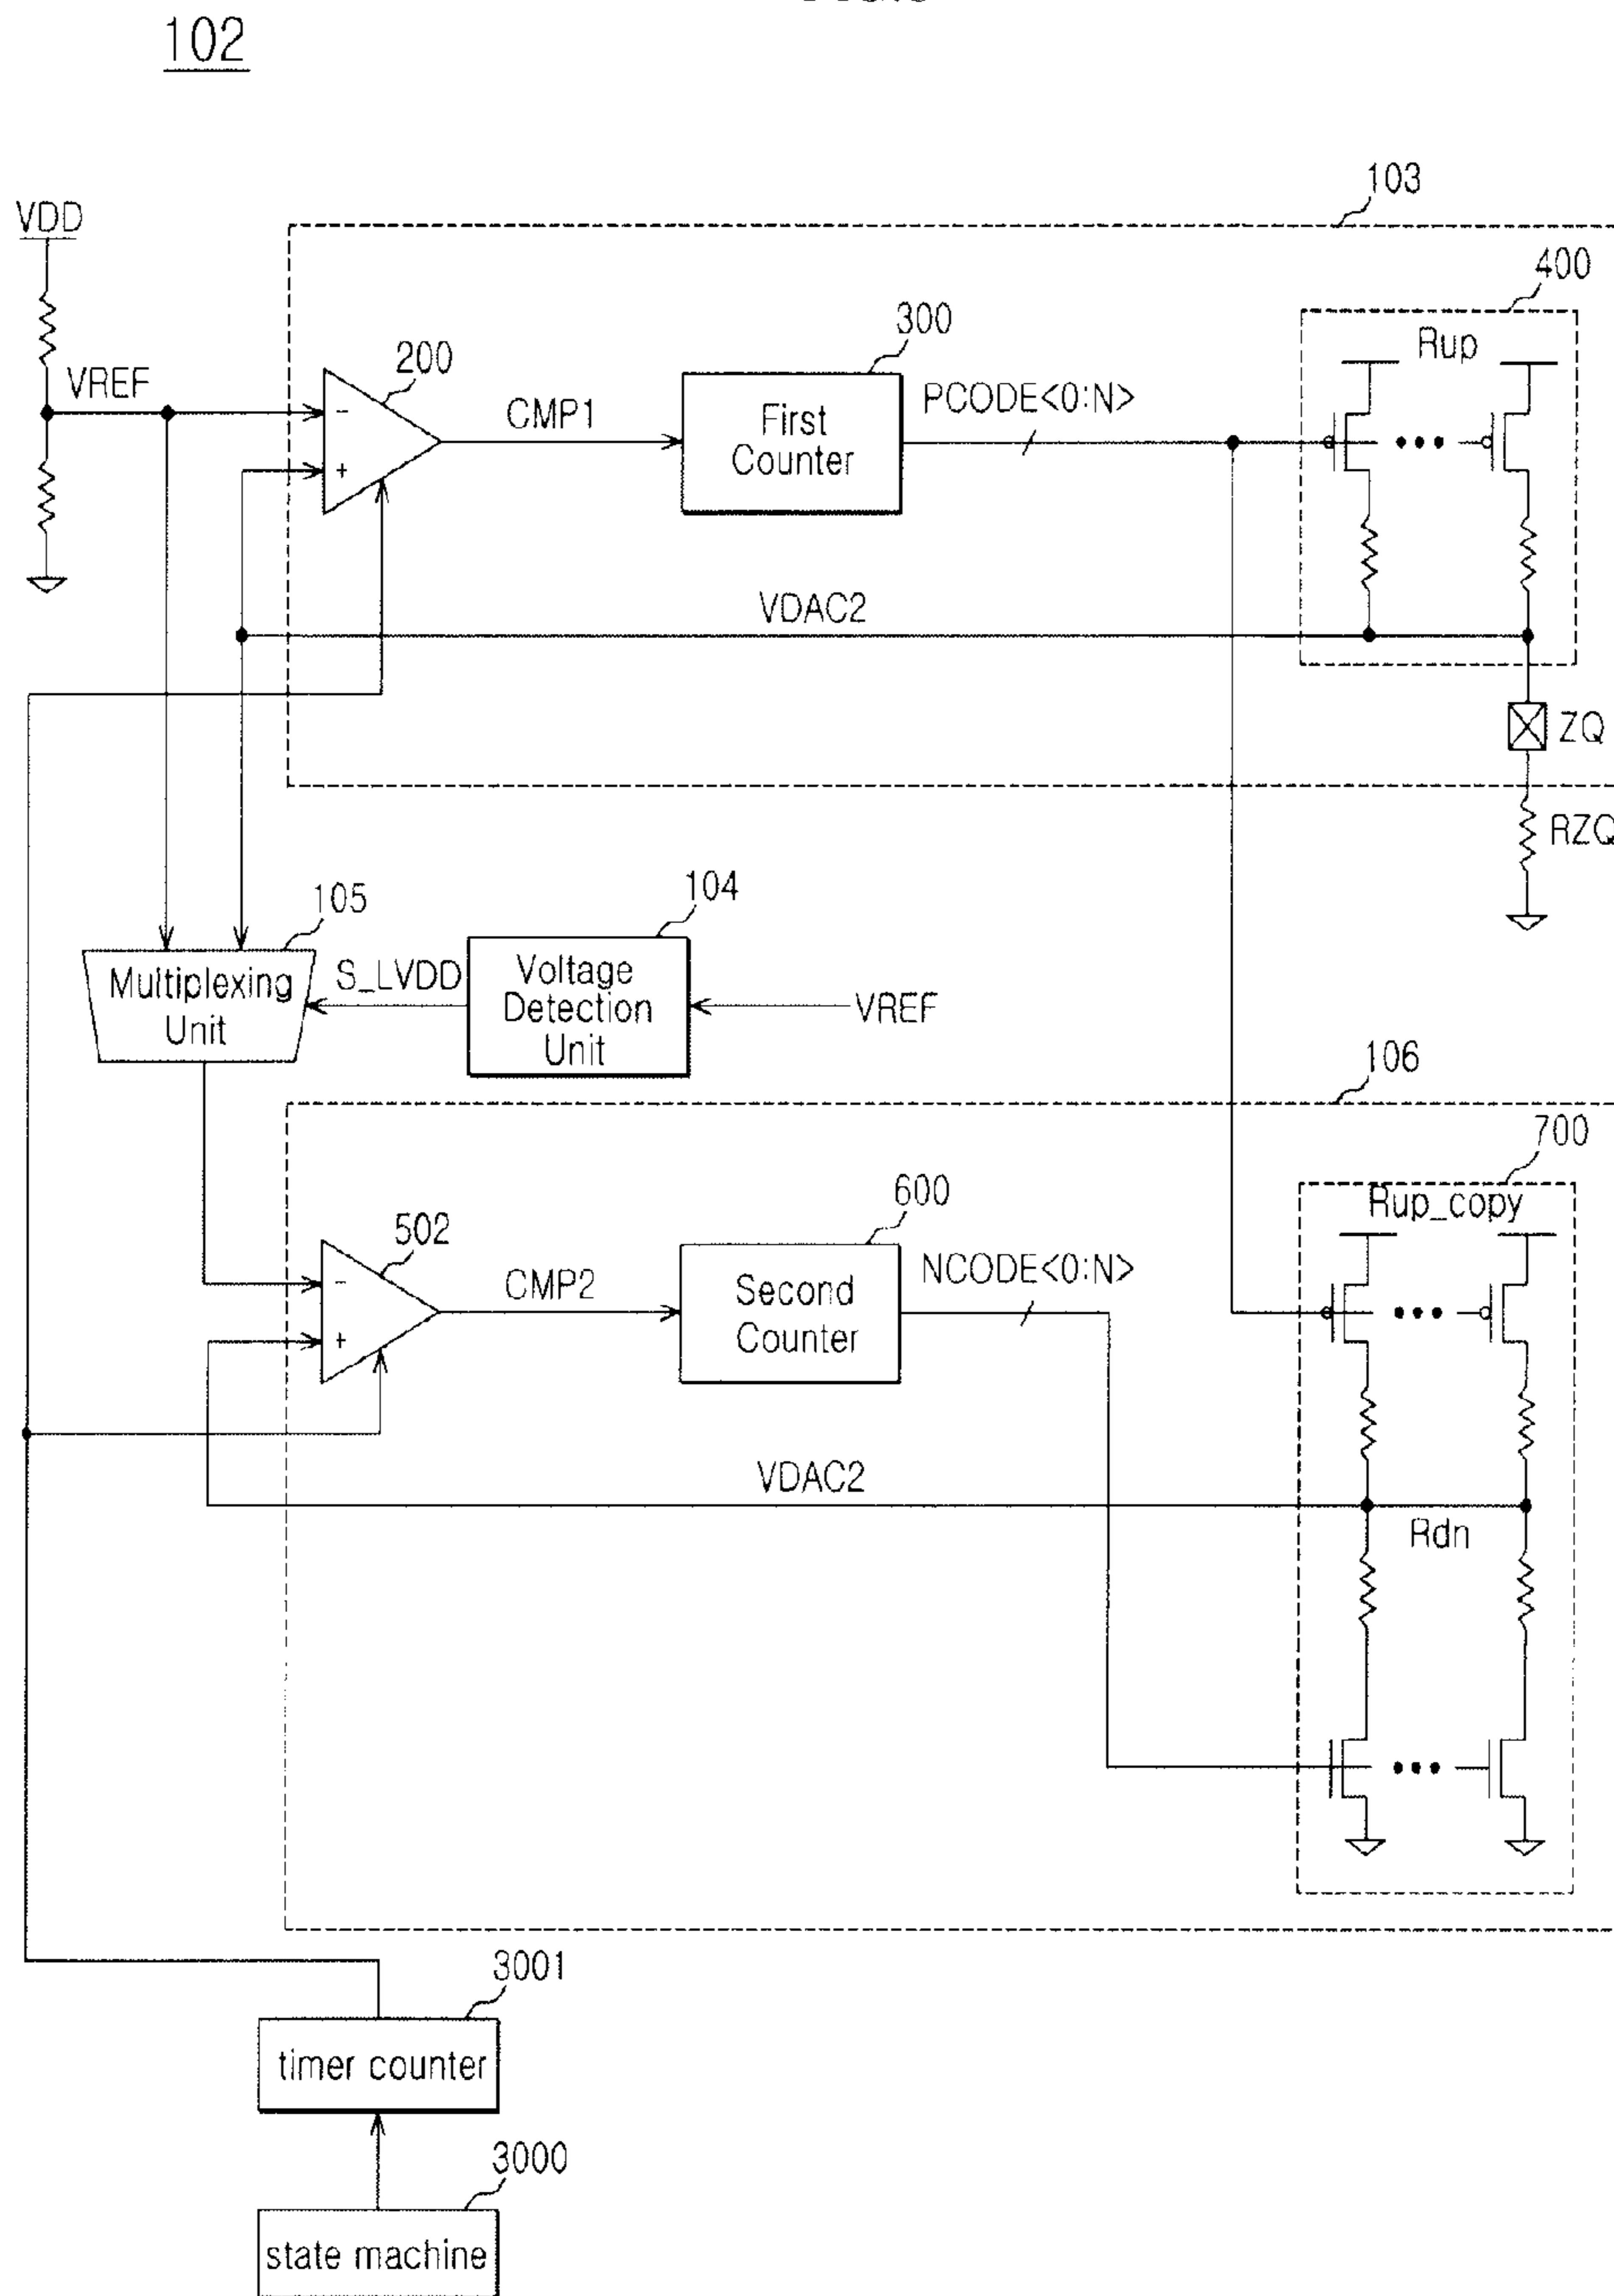 102
103
VDD
400
Rup
300
200
VREF
CMP1
First
Counter
PCODE<0:N>
-
+
VDAC2
ZQ
RZQ
105
104
Multiplexing
Unit
S_LVDD
Voltage
Detection
Unit
VREF
106
700
Rup_copy
600
502
NCODE<0:N>
CMP2
Second
Counter
-
+
VDAC2
Rdn
3001
timer counter
3000
state machine